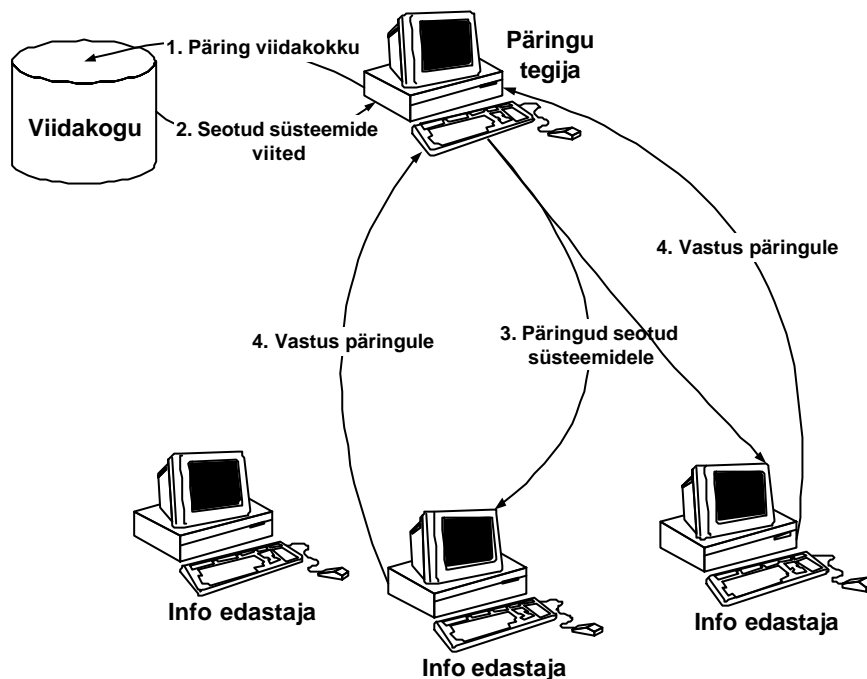 1. Päring viidakokku
Päringu
tegija
Viidakogu
2. Seotud süsteemide
viited
4. Vastus päringule
4. Vastus päringule
3. Päringud seotud
süsteemidele
Info edastaja
Info edastaja
Info edastaja